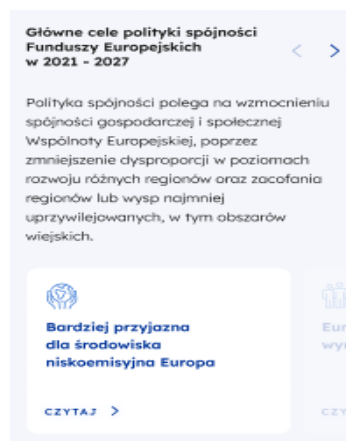 Główne cele polityki spójności
Funduszy Europejskich
w 2021 - 2027
Polityka spójności polega na wzmocnieniu
spójności gospodarczej i społecznej
Wspólnoty Europejskiej, poprzez
zmniejszenie dysproporcji w poziomach
rozwoju różnych regionów oraz zacofania
regionów lub wysp najmniej
uprzywilejowanych, w tym obszarów
wiejskich.
Bardziej przyjazna
dla środowiska
niskoemisyjna Europa
CZYTAJ